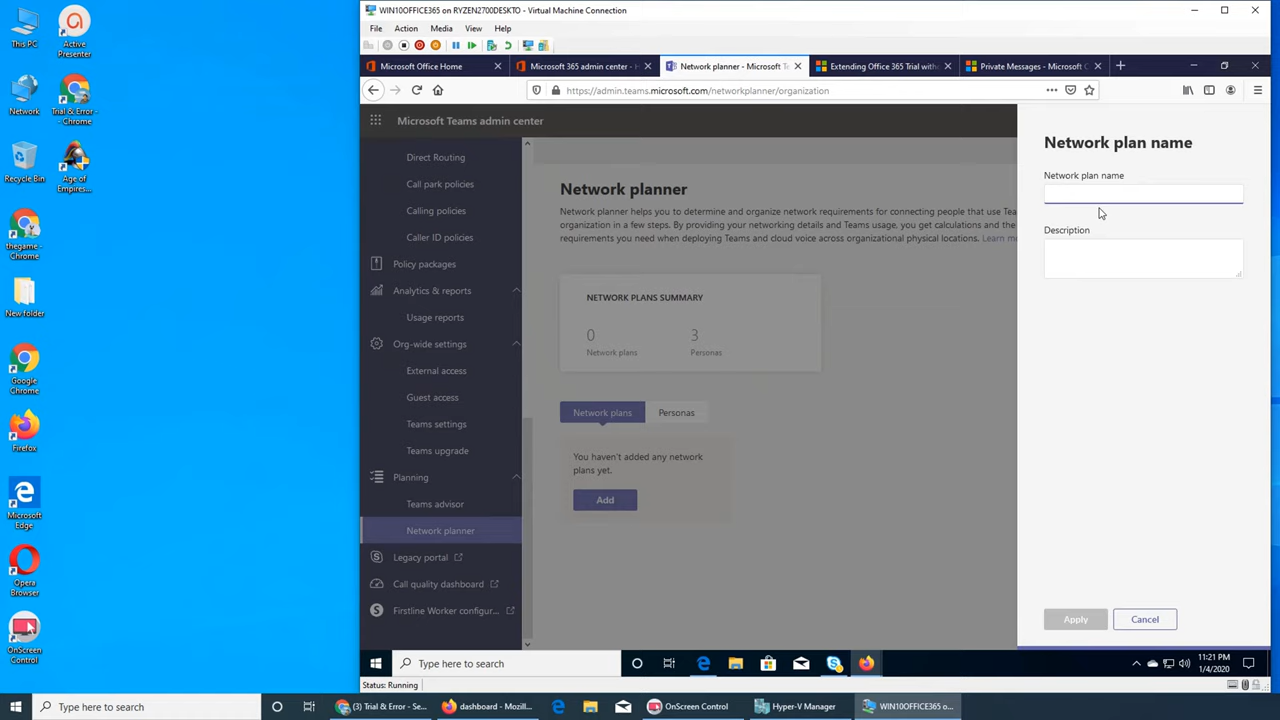 This PC
Network
Recycle Bin
thegame - Chrome
New folder
Google Chrome
Firefox
Microsoft Edge
Opera Browser
OnScreen Control
Active Presenter
Trial & Error - - Chrome
Age of Empires...
WIN10OFFICE365 on RYZEN2700DESKTO - Virtual Machine Connection
File Action Media View Help
Microsoft Office Home
Microsoft 365 admin center -
Network planner - Microsoft Te
Extending Office 365 Trial with
Private Messages - Microsoft C
https://admin.teams.microsoft.com/networkplanner/organization
Microsoft Teams admin center
Direct Routing
Call park policies
Calling policies
Caller ID policies
Policy packages
Analytics & reports
Usage reports
Org-wide settings
External access
Guest access
Teams settings
Teams upgrade
Planning
Teams advisor
Network planner
Legacy portal
Call quality dashboard
Firstline Worker configur...
Network planner
Network planner helps you to determine and organize network requirements for connecting people that use Tea
organization in a few steps. By providing your networking details and Teams usage, you get calculations and the
requirements you need when deploying Teams and cloud voice across organizational physical locations. Learn mo
NETWORK PLANS SUMMARY
0 3
Network plans Personas
Network plans Personas
You haven't added any network
plans yet.
Add
Network plan name
Network plan name
Description
Apply Cancel
Type here to search
11:21 PM
1/4/2020
Status: Running
Type here to search
(3) Trial & Error - Se...
dashboard - Mozill...
OnScreen Control
Hyper-V Manager
WIN10OFFICE365 o...